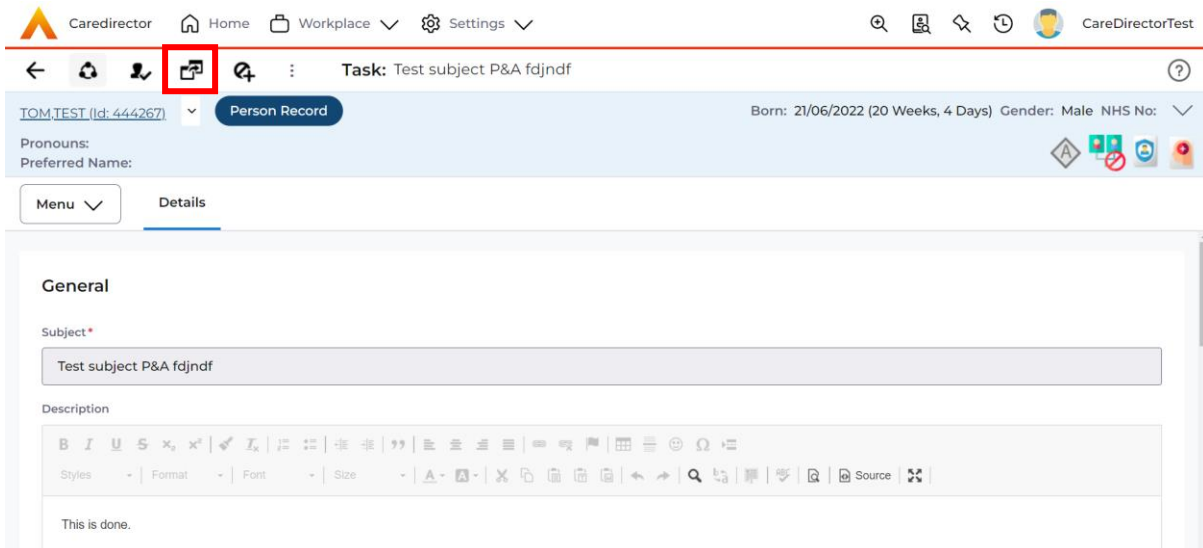 Caredirector Home Workplace Settings CareDirectorTest
Task: Test subject P&A fdjndf
TOM,TEST (Id: 444267) Person Record Born: 21/06/2022 (20 Weeks, 4 Days) Gender: Male NHS No:
Pronouns:
Preferred Name:
Menu Details
General
Subject*
Test subject P&A fdjndf
Description
Styles Format Font Size Source
This is done.